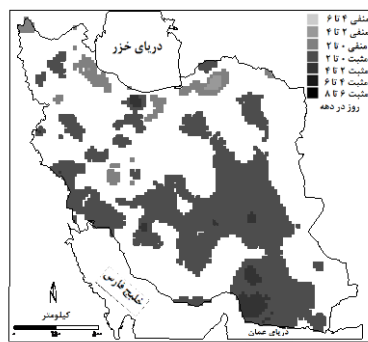 دریای خزر
منفی ۴ تا ۶
منفی ۲ تا ۴
منفی ۰ تا ۲
مثبت ۰ تا ۲
مثبت ۲ تا ۴
مثبت ۴ تا ۶
مثبت ۶ تا ۸
روز در دهه
خلیج فارس
N
کیلومتر
دریای عمان